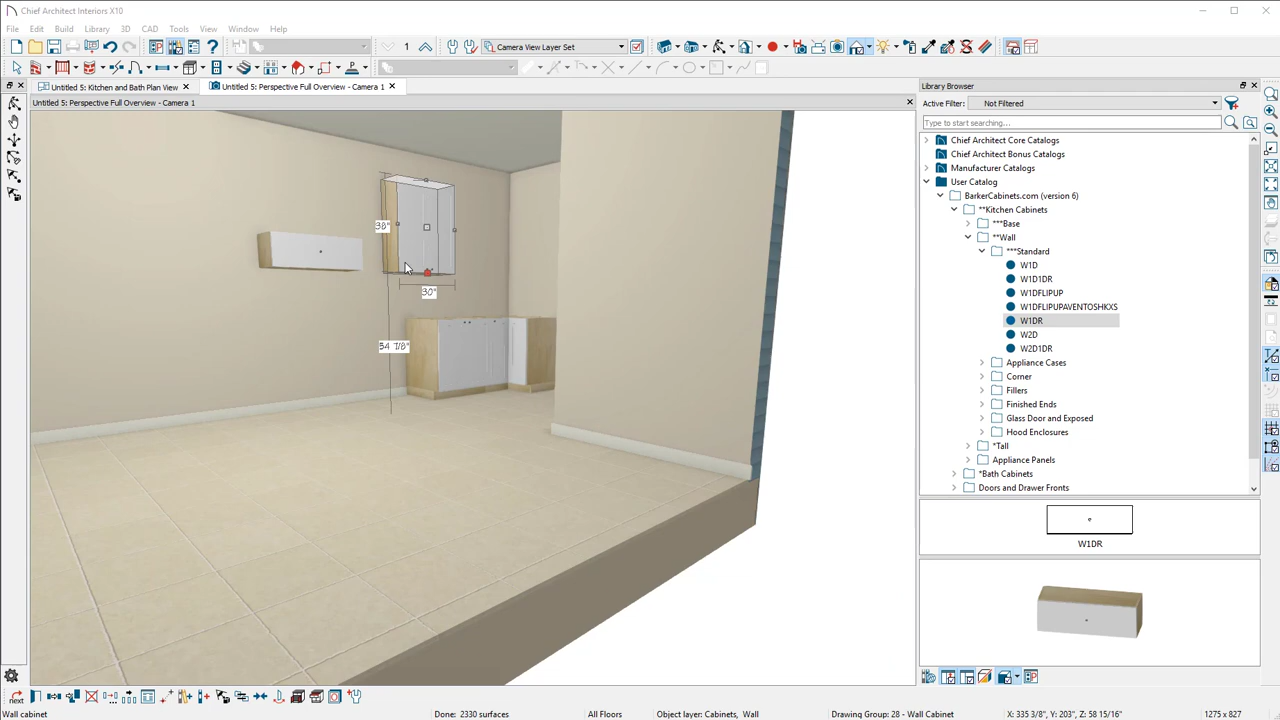 Chief Architect Interiors X10
File Edit Build Library 3D CAD Tools View Window Help
1 Camera View Layer Set
Untitled 5: Kitchen and Bath Plan View Untitled 5: Perspective Full Overview - Camera 1
Untitled 5: Perspective Full Overview - Camera 1
30"
54 7/8"
Library Browser
Active Filter: Not Filtered
Type to start searching...
Chief Architect Core Catalogs
Chief Architect Bonus Catalogs
Manufacturer Catalogs
User Catalog
BarkerCabinets.com (version 6)
**Kitchen Cabinets
***Base
**Wall
***Standard
W1D
W1D1DR
W1DFLIPUP
W1DFLIPUPAVENTOSHKXS
W1DR
W2D
W2D1DR
Appliance Cases
Corner
Fillers
Finished Ends
Glass Door and Exposed
Hood Enclosures
*Tall
Appliance Panels
*Bath Cabinets
Doors and Drawer Fronts
W1DR
next
Wall cabinet Done: 2330 surfaces All Floors Object layer: Cabinets, Wall Drawing Group: 28 - Wall Cabinet X: 335 3/8", Y: 203", Z: 58 15/16" 1275 x 827